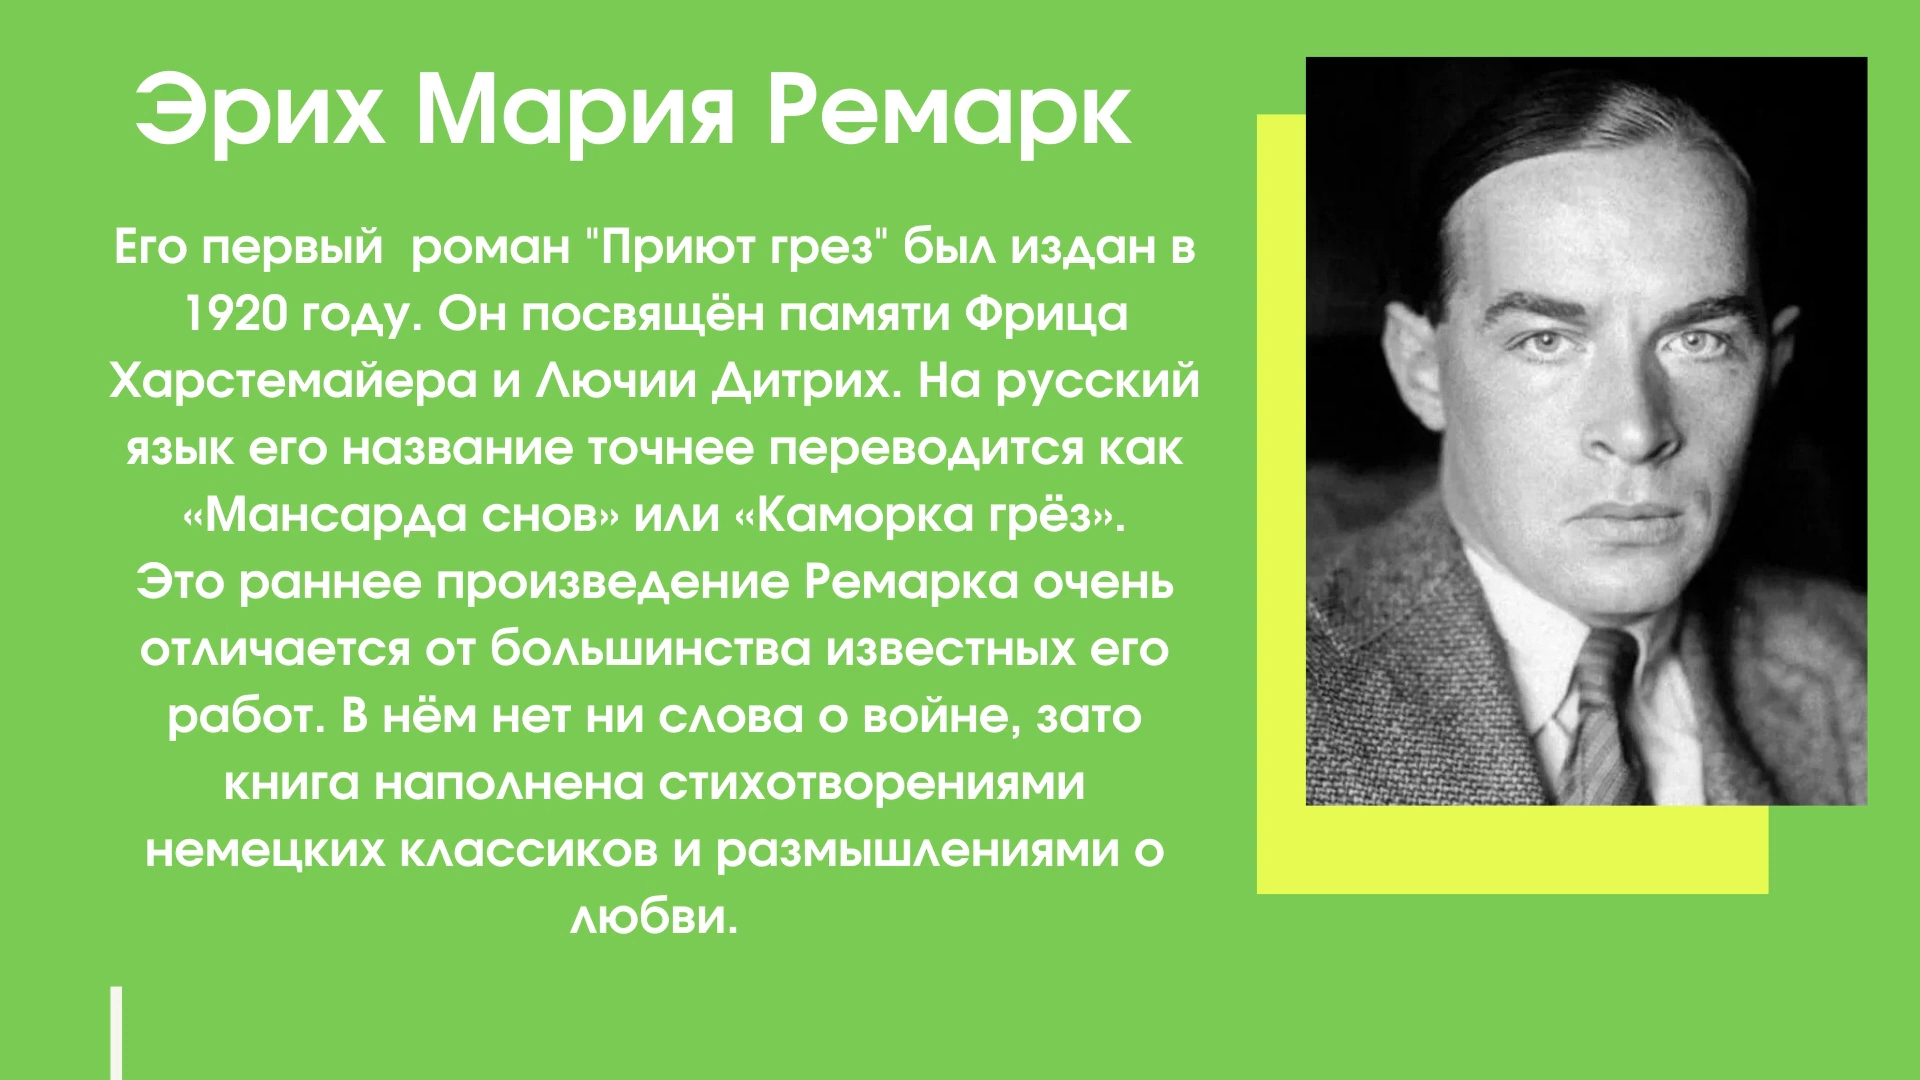 Эрих Мария Ремарк
Его первый  роман "Приют грез" был издан в
1920 году. Он посвящён памяти Фрица
Харстемайера и Лючии Дитрих. На русский
язык его название точнее переводится как
«Мансарда снов» или «Каморка грёз».
Это раннее произведение Ремарка очень
отличается от большинства известных его
работ. В нём нет ни слова о войне, зато
книга наполнена стихотворениями
немецких классиков и размышлениями о
любви.